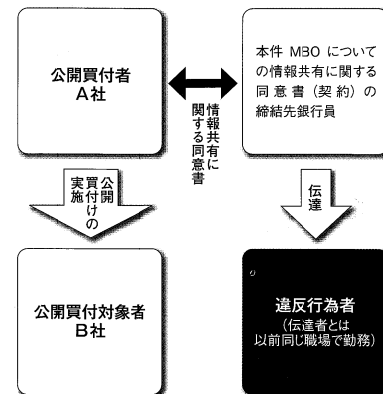 公開買付者
A社
本件 MBO について
の情報共有に関する
同意書（契約）の
締結先銀行員
情報共有に
関する同意書
公開
買付けの
実施
伝達
公開買付対象者
B社
違反行為者
（伝達者とは
以前同じ職場で勤務）